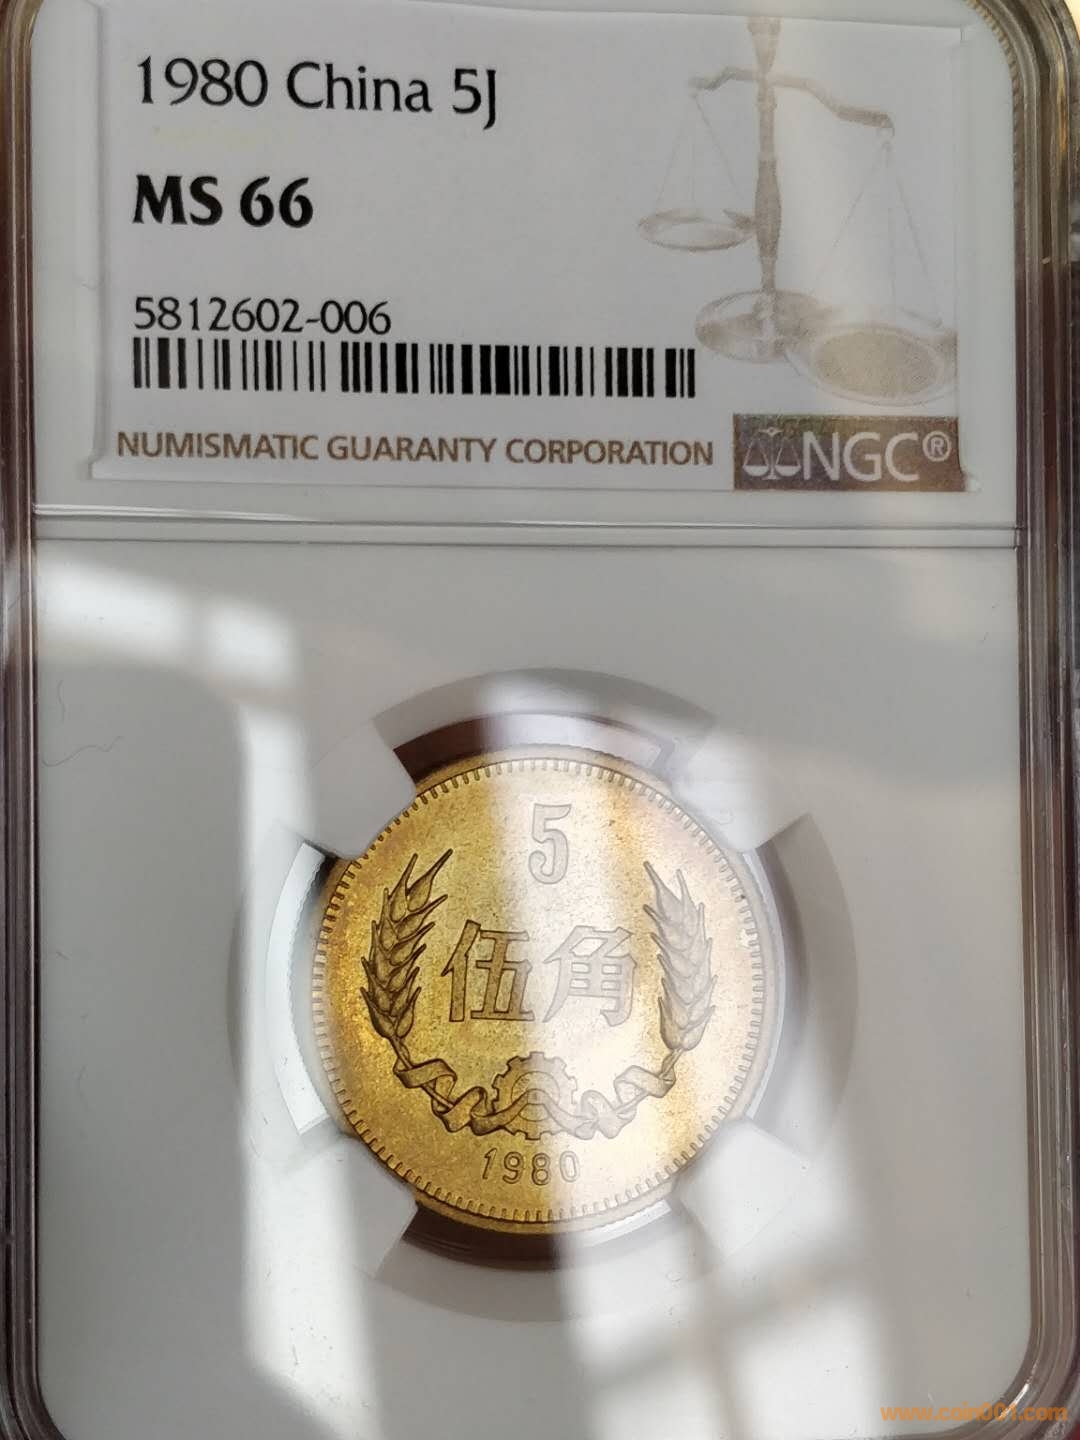 1980 China 5J
MS 66
5812602-006
NUMISMATIC GUARANTY CORPORATION
NGC®
5
伍角
1980
www.coin001.com